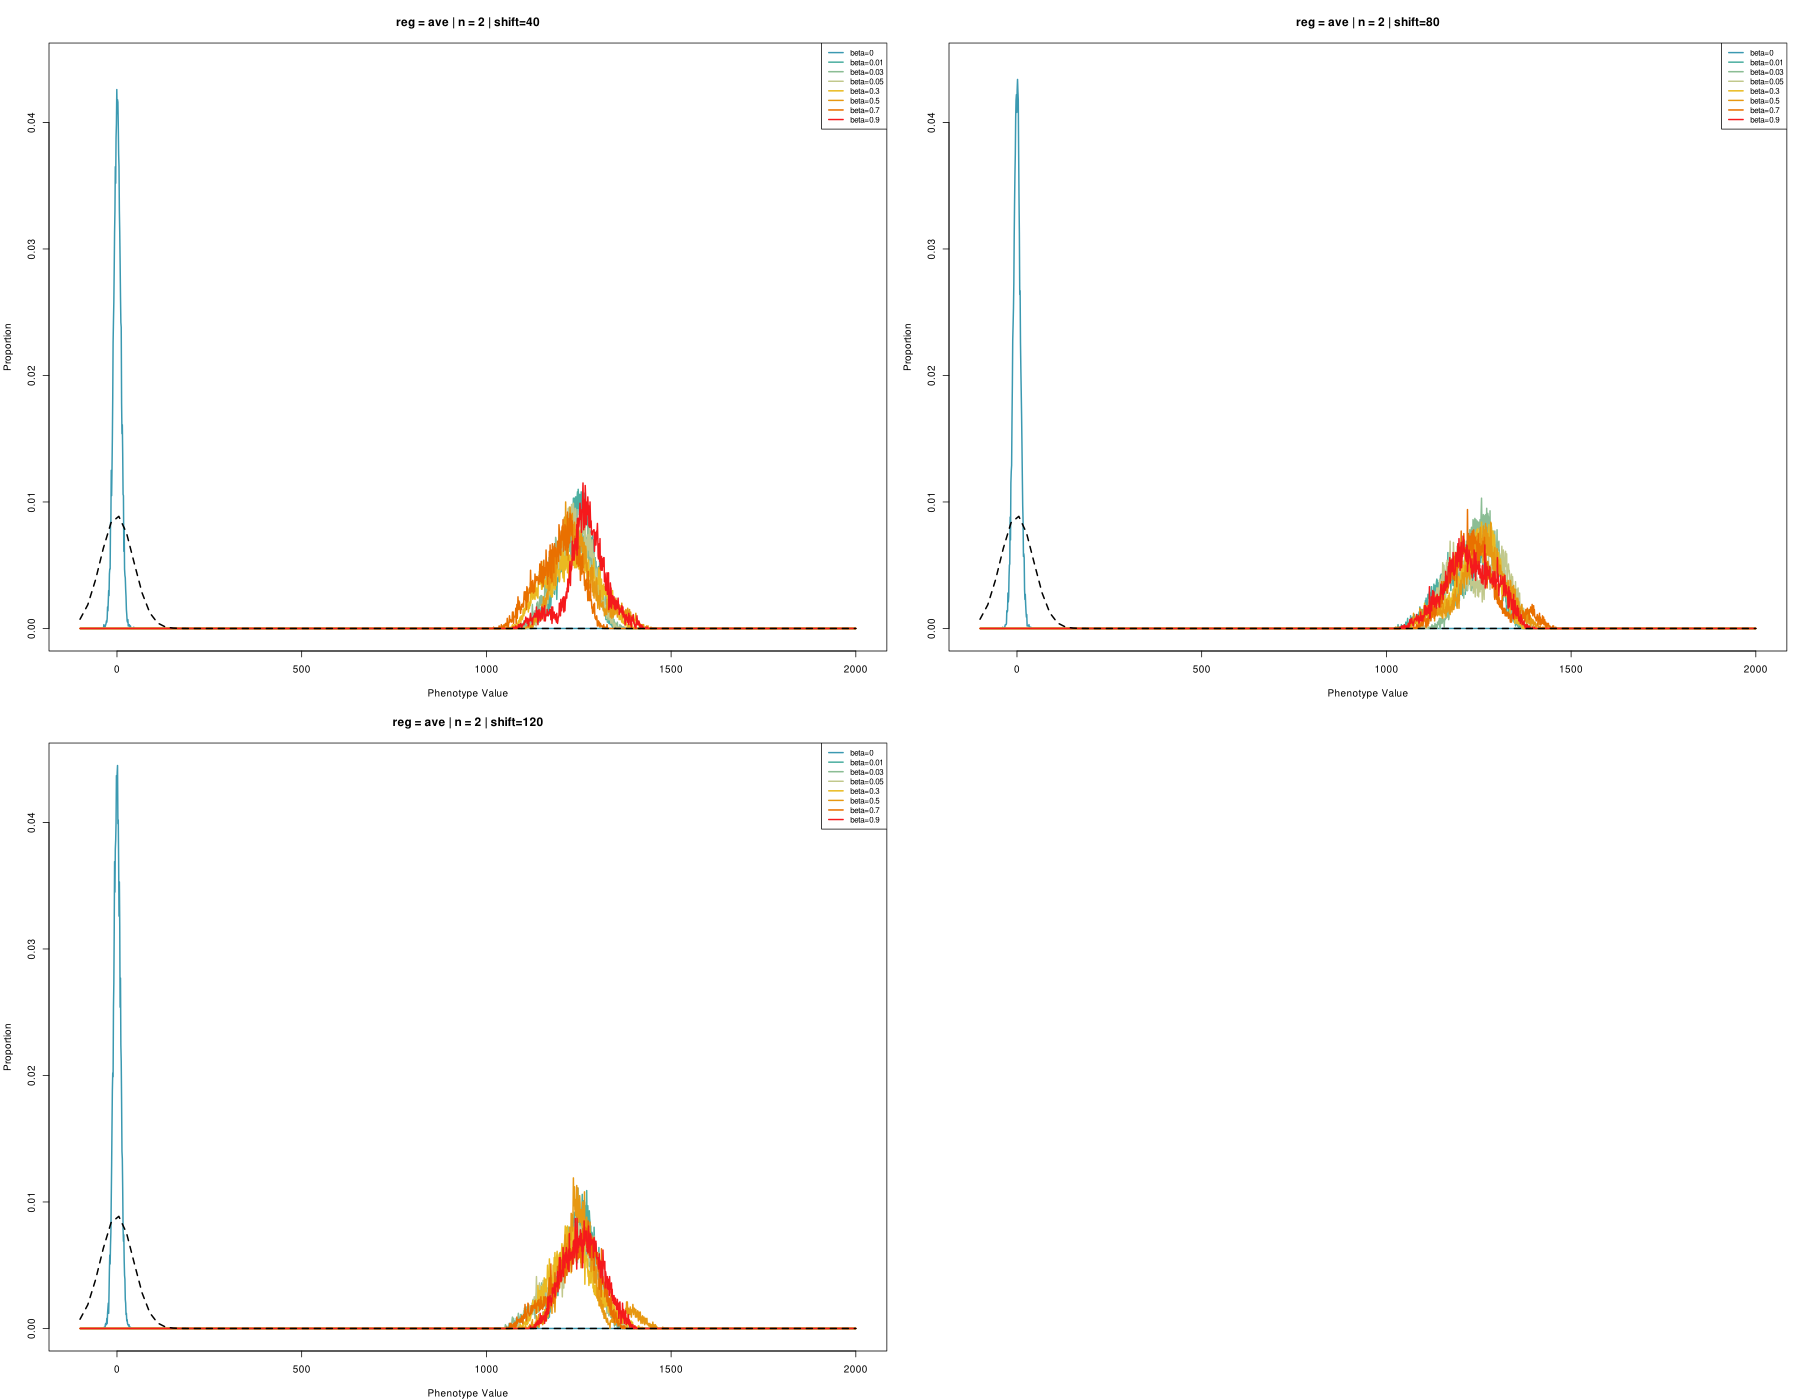 reg = ave | n = 2 | shift=40
beta=0
beta=0.01
beta=0.03
beta=0.05
beta=0.3
beta=0.5
beta=0.7
beta=0.9
Proportion
0.04
0.03
0.02
0.01
0.00
0 500 1000 1500 2000
Phenotype Value
reg = ave | n = 2 | shift=80
beta=0
beta=0.01
beta=0.03
beta=0.05
beta=0.3
beta=0.5
beta=0.7
beta=0.9
Proportion
0.04
0.03
0.02
0.01
0.00
0 500 1000 1500 2000
Phenotype Value
reg = ave | n = 2 | shift=120
beta=0
beta=0.01
beta=0.03
beta=0.05
beta=0.3
beta=0.5
beta=0.7
beta=0.9
Proportion
0.04
0.03
0.02
0.01
0.00
0 500 1000 1500 2000
Phenotype Value